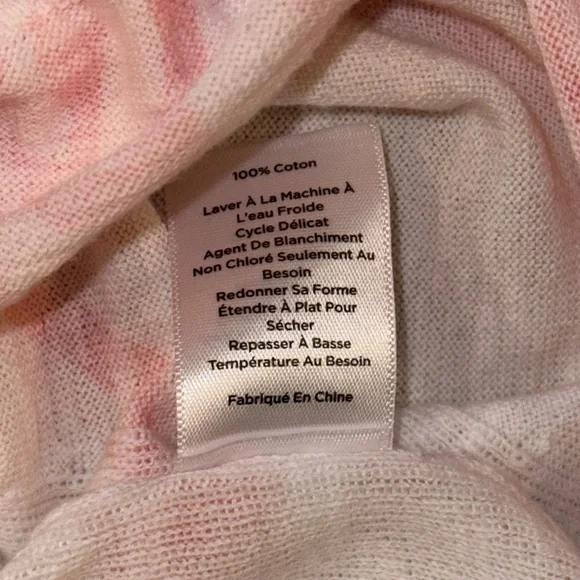 100% Coton
Laver À La Machine À
L'eau Froide
Cycle Délicat
Agent De Blanchiment
Non Chloré Seulement Au
Besoin
Redonner Sa Forme
Étendre À Plat Pour
Sécher
Repasser À Basse
Température Au Besoin
Fabriqué En Chine